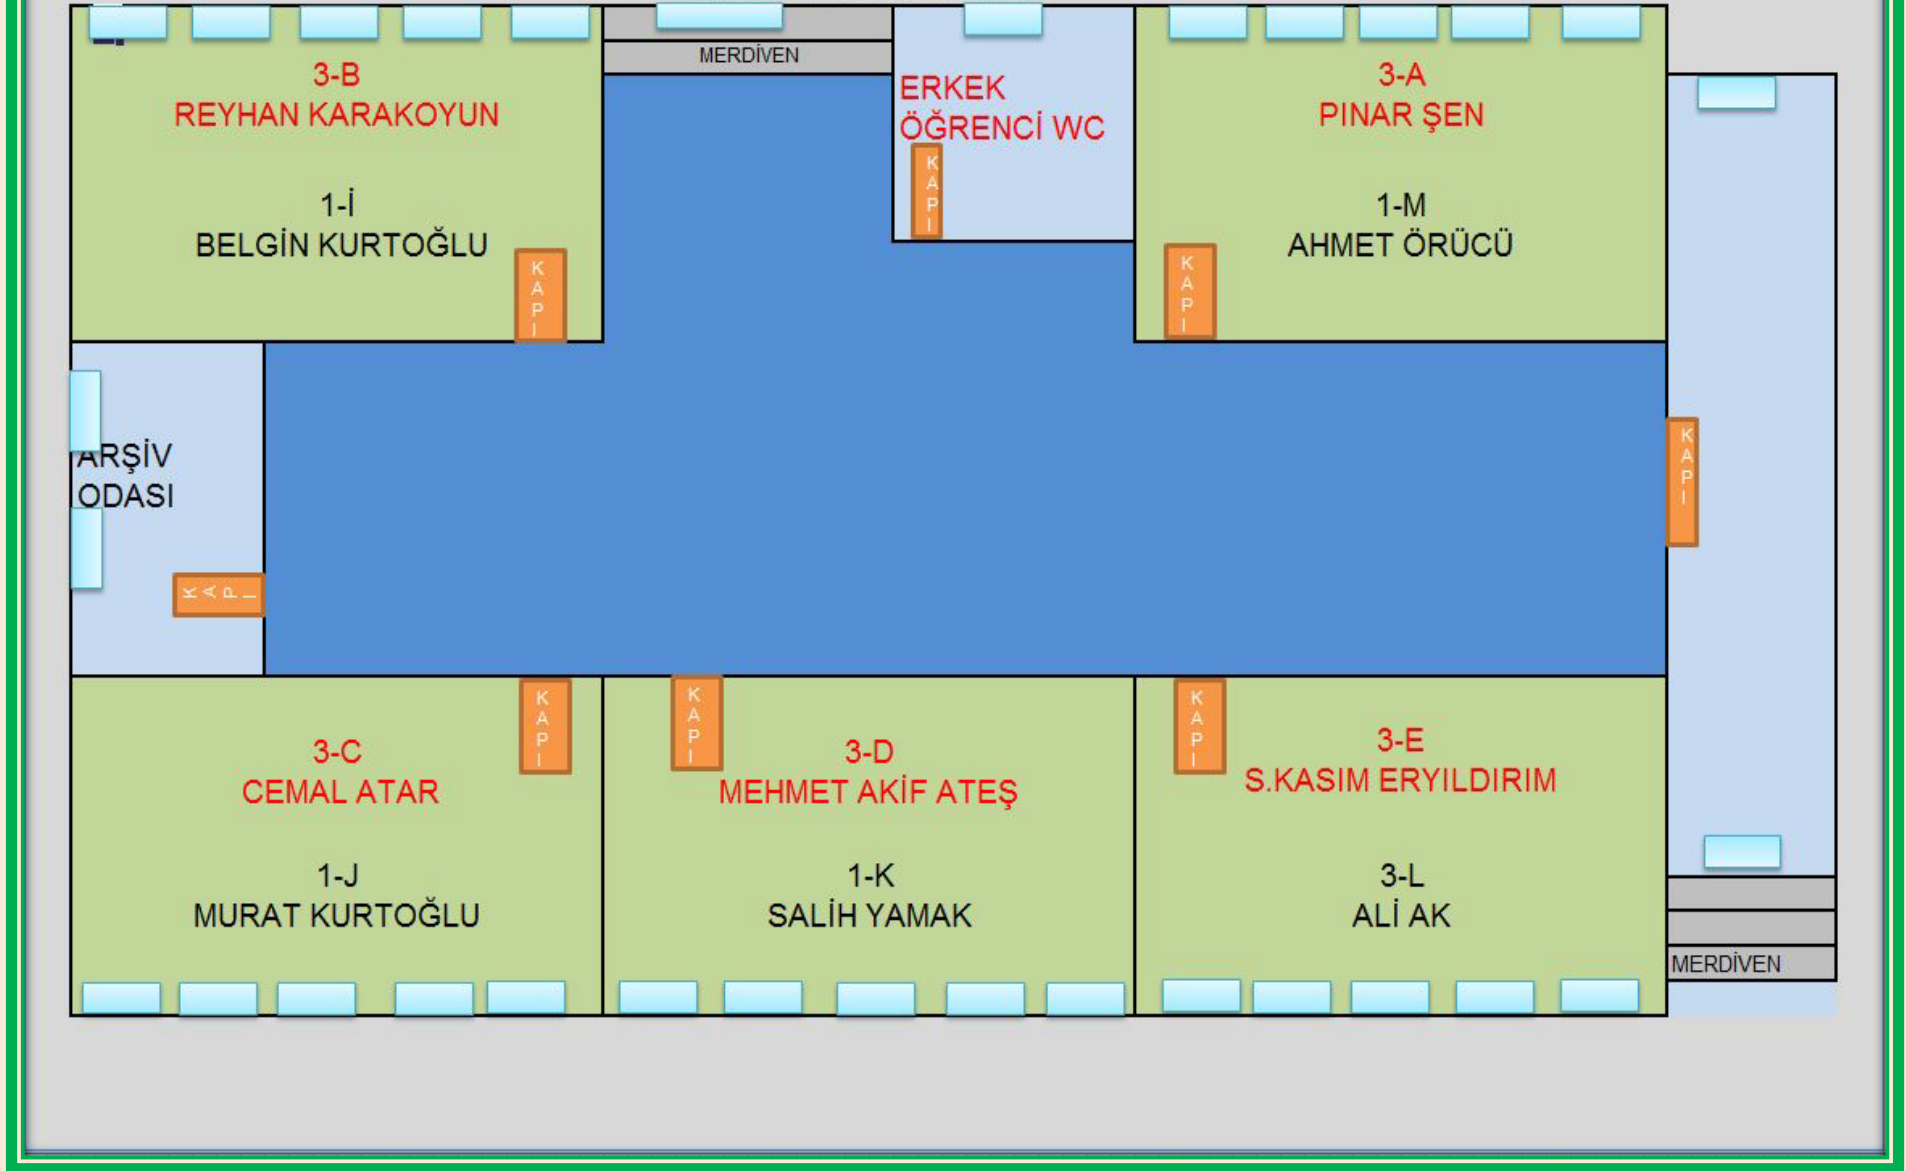 MERDİVEN
3-B
REYHAN KARAKOYUN
1-İ
BELGİN KURTOĞLU
KAPI
ERKEK
ÖĞRENCİ WC
KAPI
3-A
PINAR ŞEN
1-M
AHMET ÖRÜCÜ
KAPI
ARŞİV
ODASI
KAPI
KAPI
3-C
CEMAL ATAR
1-J
MURAT KURTOĞLU
KAPI
3-D
MEHMET AKİF ATEŞ
1-K
SALİH YAMAK
KAPI
3-E
S.KASIM ERYILDIRIM
3-L
ALİ AK
KAPI
MERDİVEN